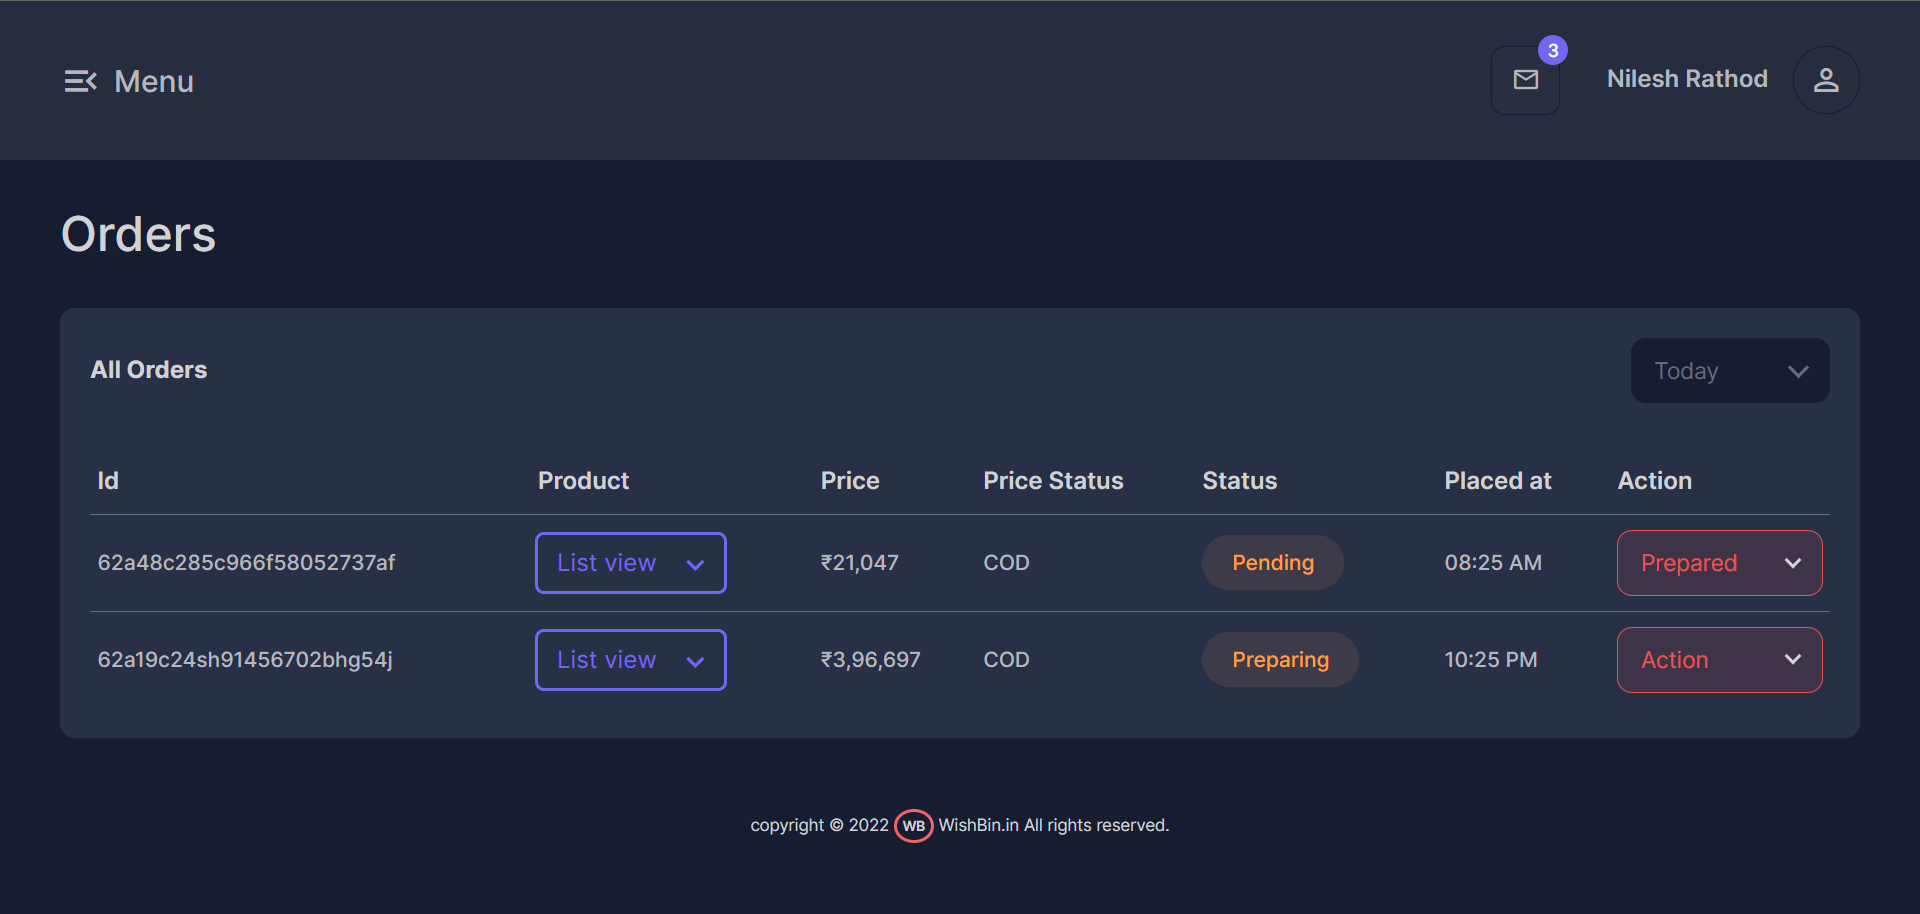 Menu
3
Nilesh Rathod
Orders
All Orders
Today
Id Product Price Price Status Status Placed at Action
62a48c285c966f58052737af List view ₹21,047 COD Pending 08:25 AM Prepared
62a19c24sh91456702bhg54j List view ₹3,96,697 COD Preparing 10:25 PM Action
copyright © 2022 WB WishBin.in All rights reserved.